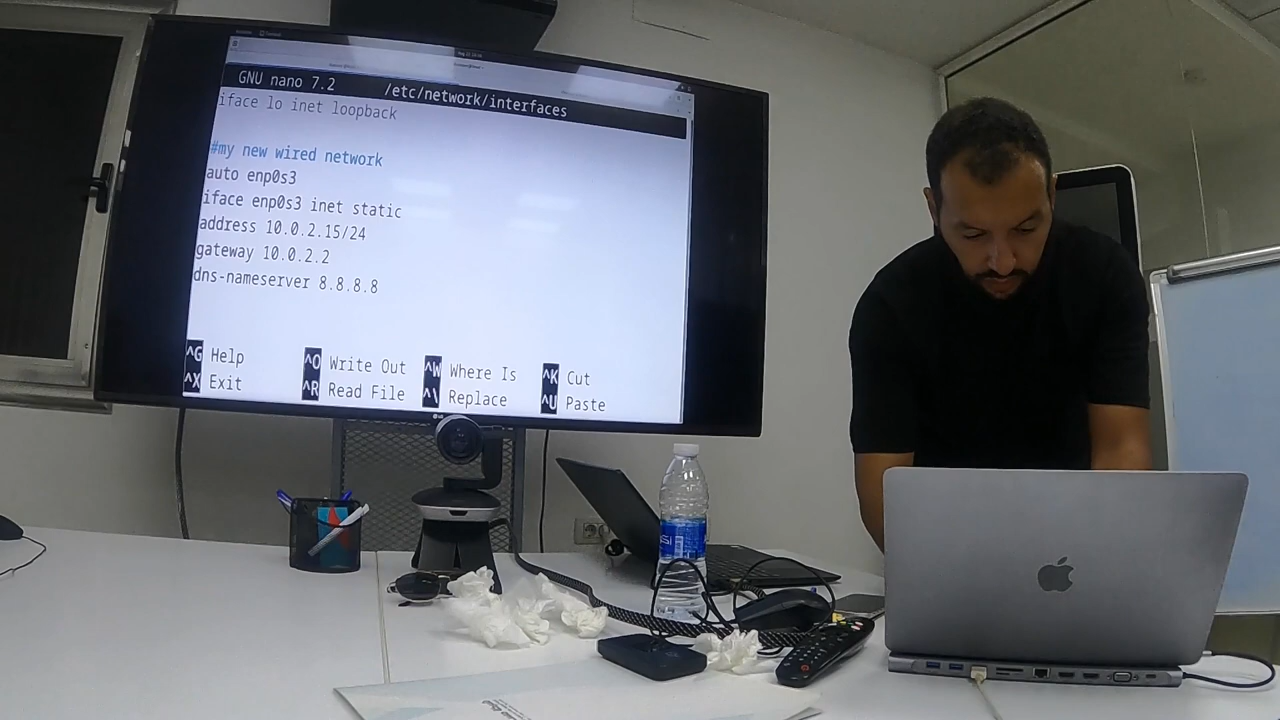 GNU nano 7.2 /etc/network/interfaces
iface lo inet loopback
#my new wired network
auto enp0s3
iface enp0s3 inet static
address 10.0.2.15/24
gateway 10.0.2.2
dns-nameserver 8.8.8.8
^G Help ^O Write Out ^W Where Is ^K Cut
^X Exit ^R Read File ^\ Replace ^U Paste
LG